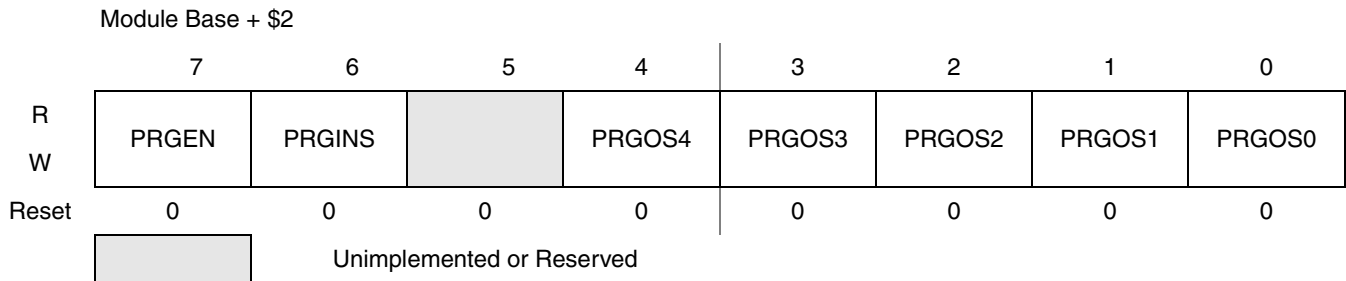 Module Base + $2
7 6 5 4 3 2 1 0
R
PRGEN PRGINS PRGOS4 PRGOS3 PRGOS2 PRGOS1 PRGOS0
W
Reset 0 0 0 0 0 0 0 0
Unimplemented or Reserved